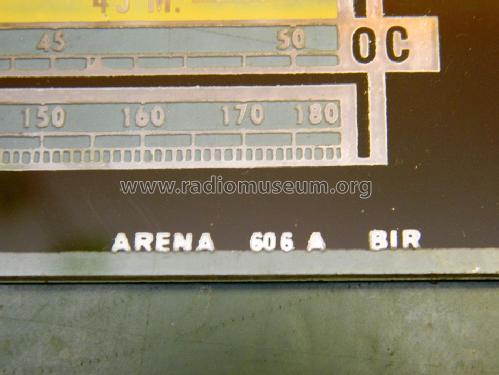 45 M.
45 50 OC
150 160 170 180
www.radiomuseum.org
ARENA 606 A BIR